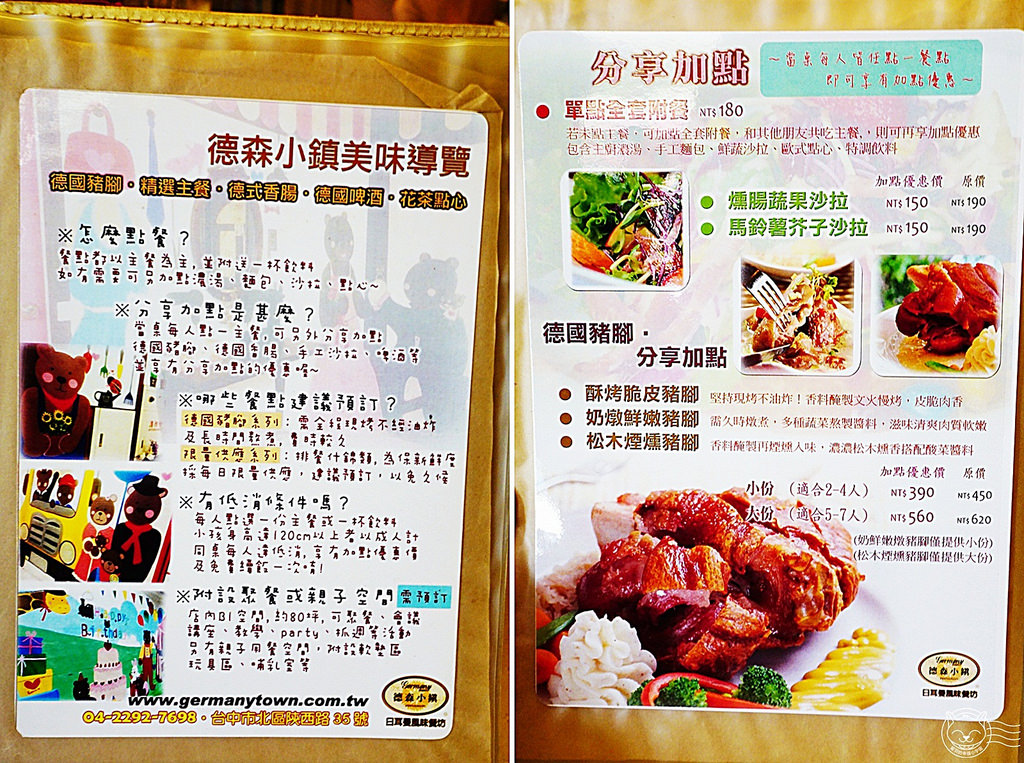 德森小鎮美味導覽
德國豬腳・精選主餐・德式香腸・德國啤酒・花茶點心
※怎麼點餐？
餐點都以主餐為主，並附送一杯飲料
如有需要可另加點濃湯、麵包、沙拉、點心~
※分享加點是甚麼？
當桌每人點一主餐可另外分享加點
德國豬腳、德國香腸、手工沙拉、啤酒等
並享有分享加點的優惠喔~
※哪些餐點建議預訂？
德國豬腳系列：需全程現烤不經油炸
及長時間熬煮，費時較久
限量供應系列：排餐什錦類，為保新鮮座
採每日限量供應，建議預訂，以免久候
※有低消條件嗎？
每人點選一份主餐或一杯飲料
小孩身高達120cm以上者以成人計
同桌每人達低消，享有加點優惠價
及免費續飲一次唷!
※附設聚餐或親子空間需預訂
店內B1空間，約80坪，可聚餐、會議
講座、教學、party、抓週等活動
另有親子用餐空間，附設軟墊區
玩具區、哺乳室等
www.germanytown.com.tw
04-2292-7698・台中市北區陝西路35號
Germany
德森小鎮
日耳曼風味餐坊
分享加點
~當桌每人皆任點一餐點
即可享有加點優惠~
單點全套附餐 NT$180
若未點主餐，可加點全套附餐，和其他朋友共吃主餐，則可再享加點優惠
包含主廚濃湯、手工麵包、鮮蔬沙拉、歐式點心、特調飲料
加點優惠價 原價
燻腸蔬果沙拉 NT$150 NT$190
馬鈴薯芥子沙拉 NT$150 NT$190
德國豬腳・
分享加點
酥烤脆皮豬腳 堅持現烤不油炸！香料醃製文火慢烤，皮脆肉香
奶燉鮮嫩豬腳 需久時燉煮，多種蔬菜熬製醬料，滋味清爽肉質軟嫩
松木煙燻豬腳 香料醃製再煙燻入味，濃濃松木燻香搭配酸菜醬料
加點優惠價 原價
小份 （適合2-4人） NT$390 NT$450
大份 （適合5-7人） NT$560 NT$620
(奶鮮嫩燉豬腳僅提供小份)
(松木煙燻豬腳僅提供大份)
Germany
德森小鎮
日耳曼風味餐坊